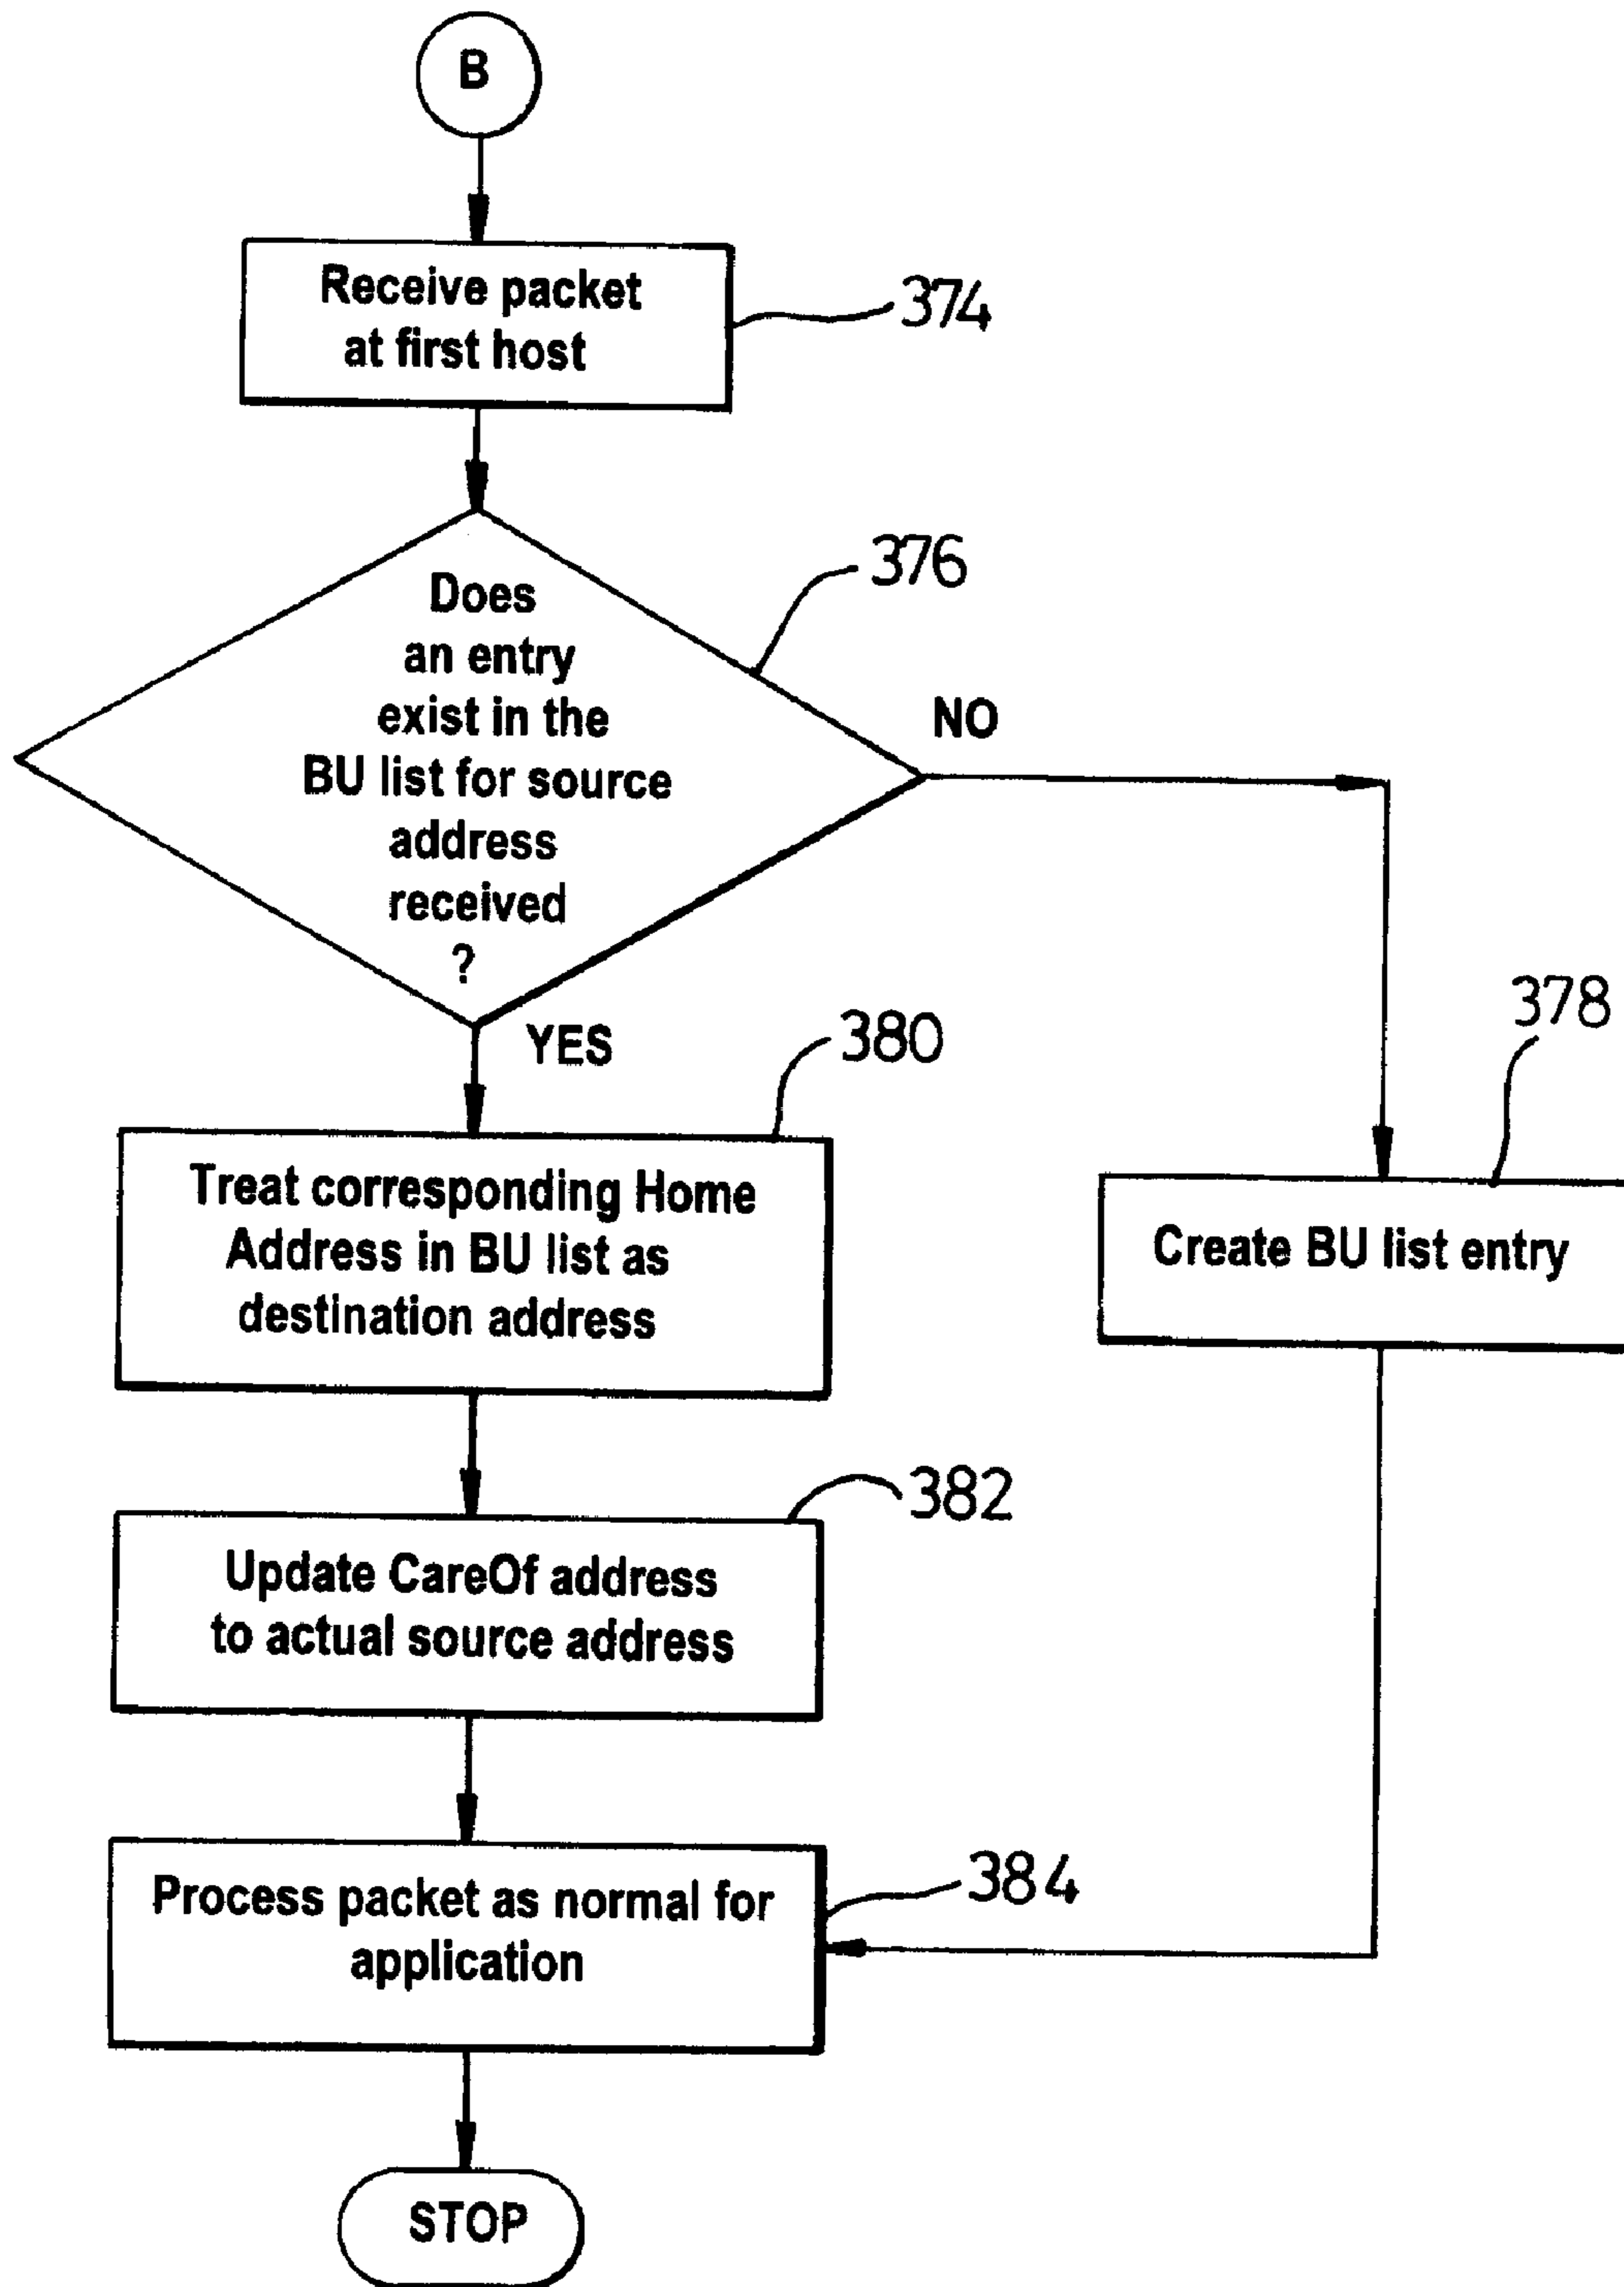 B
Receive packet
at first host
374
Does
an entry
exist in the
BU list for source
address
received
?
376
NO
YES
378
380
Treat corresponding Home
Address in BU list as
destination address
Create BU list entry
382
Update CareOf address
to actual source address
Process packet as normal for
application
384
STOP